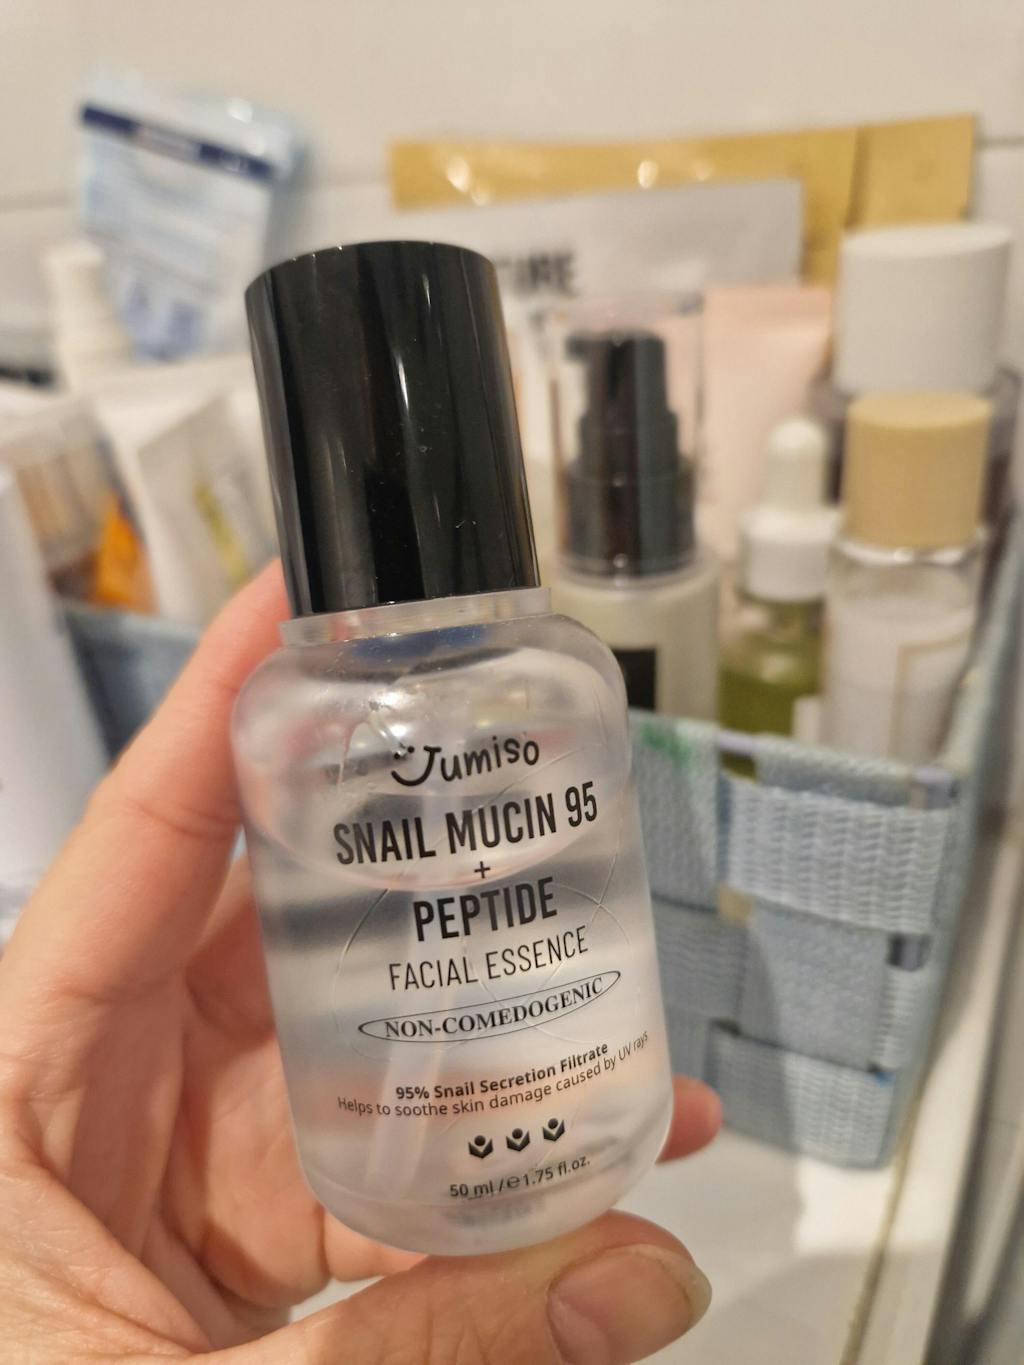 Jumiso
SNAIL MUCIN 95
+
PEPTIDE
FACIAL ESSENCE
NON-COMEDOGENIC
95% Snail Secretion Filtrate
Helps to soothe skin damage caused by UV rays
50 ml / ℮ 1.75 fl.oz.